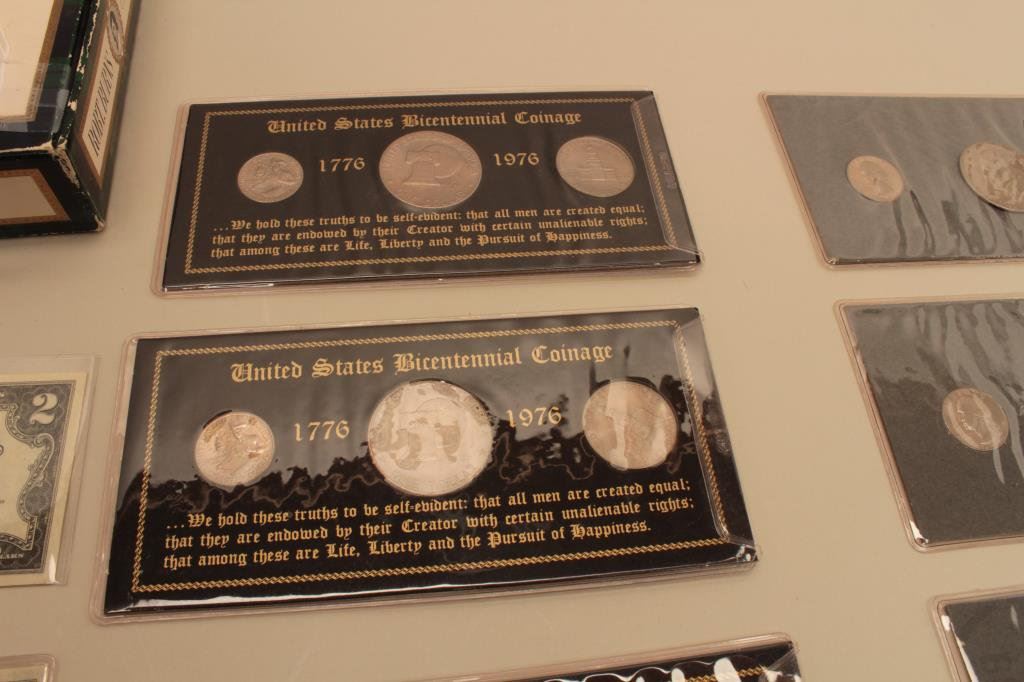 ROBT. BURNS
United States Bicentennial Coinage
1776 1976
...We hold these truths to be self-evident: that all men are created equal;
that they are endowed by their Creator with certain unalienable rights;
that among these are Life, Liberty and the Pursuit of Happiness.
2
United States Bicentennial Coinage
1776 1976
...We hold these truths to be self-evident: that all men are created equal;
that they are endowed by their Creator with certain unalienable rights;
that among these are Life, Liberty and the Pursuit of Happiness.